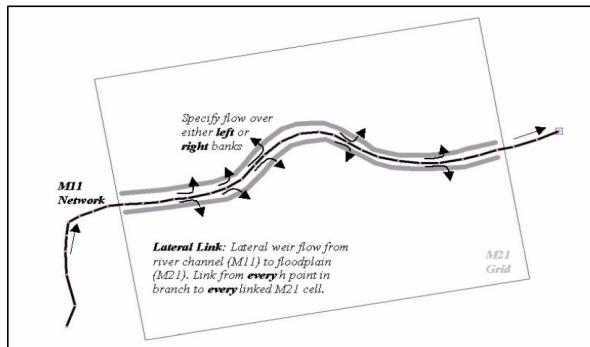 Specify flow over
either left or
right banks
M11
Network
Lateral Link: Lateral weir flow from
river channel (M11) to floodplain
(M21). Link from every h point in
branch to every linked M21 cell.
M21
Grid